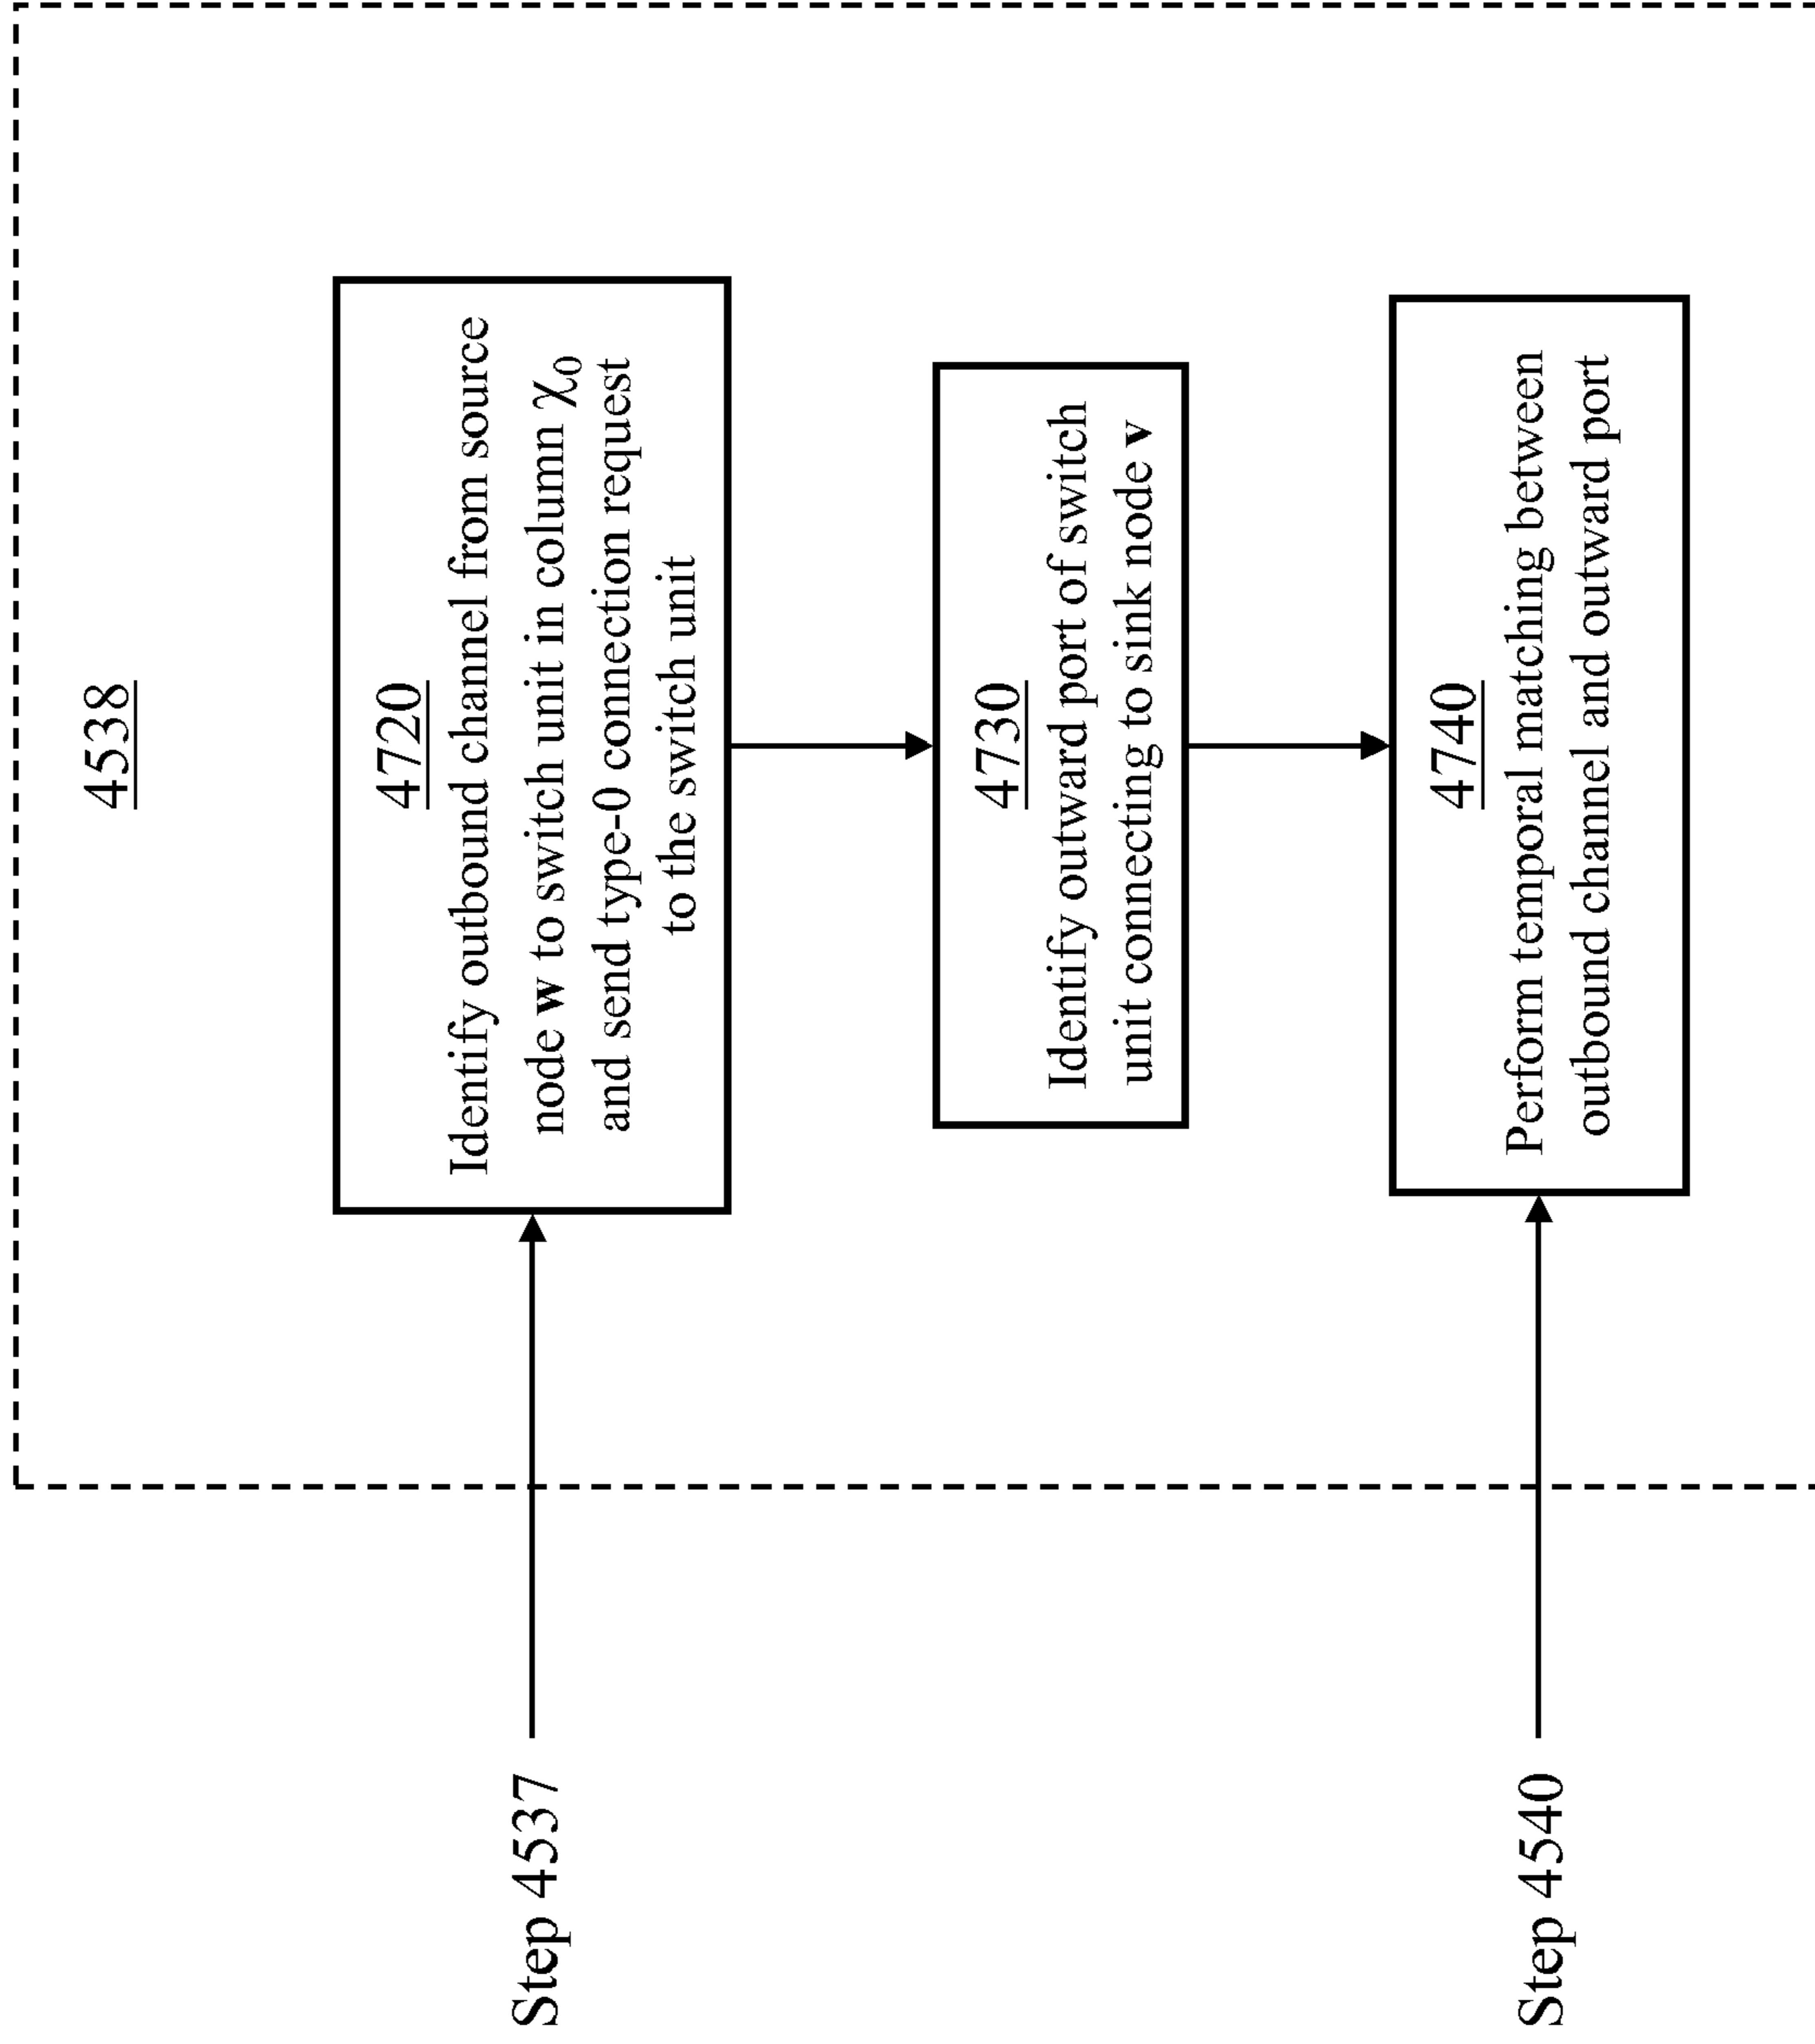 4538
Step 4537
4720
Identify outbound channel from source
node w to switch unit in column χ0
and send type-0 connection request
to the switch unit
4730
Identify outward port of switch
unit connecting to sink node v
Step 4540
4740
Perform temporal matching between
outbound channel and outward port